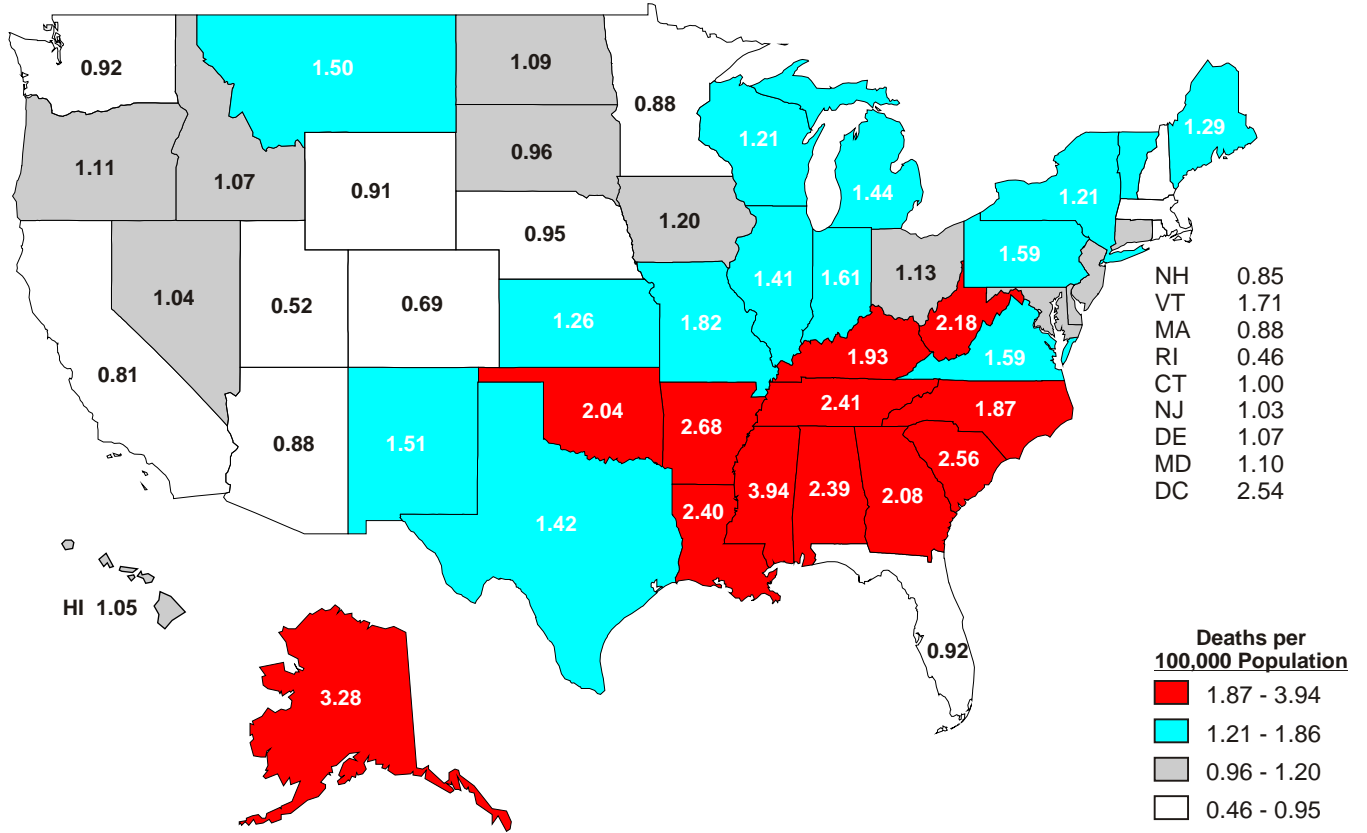 0.92
1.50
1.09
0.88
1.11
1.07
0.96
0.91
1.21
1.44
1.21
1.29
0.95
1.20
1.04
0.52
0.69
1.26
1.82
1.41
1.61
1.13
1.59
2.18
1.59
0.81
0.88
1.51
2.04
2.68
1.93
2.41
1.87
2.56
1.42
2.40
3.94
2.39
2.08
0.92
HI 1.05
3.28
NH 0.85
VT 1.71
MA 0.88
RI 0.46
CT 1.00
NJ 1.03
DE 1.07
MD 1.10
DC 2.54
Deaths per
100,000 Population
1.87 - 3.94
1.21 - 1.86
0.96 - 1.20
0.46 - 0.95